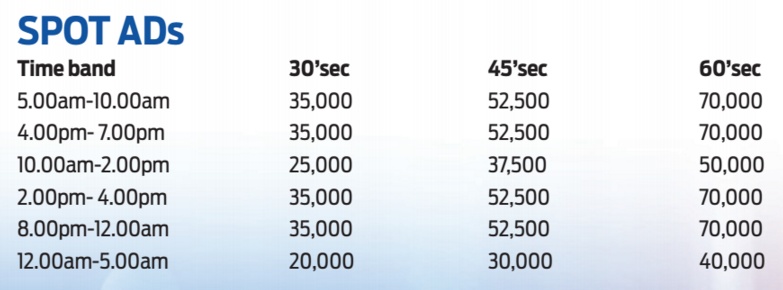 SPOT ADs
Time band 30'sec 45'sec 60'sec
5.00am-10.00am 35,000 52,500 70,000
4.00pm- 7.00pm 35,000 52,500 70,000
10.00am-2.00pm 25,000 37,500 50,000
2.00pm- 4.00pm 35,000 52,500 70,000
8.00pm-12.00am 35,000 52,500 70,000
12.00am-5.00am 20,000 30,000 40,000